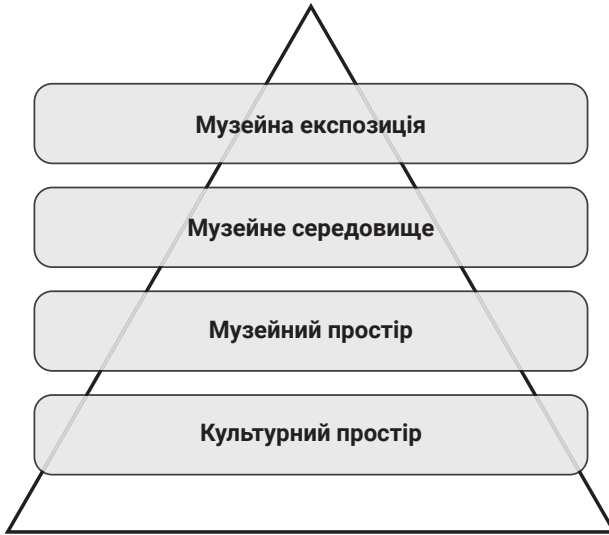 Музейна експозиція
Музейне середовище
Музейний простір
Культурний простір